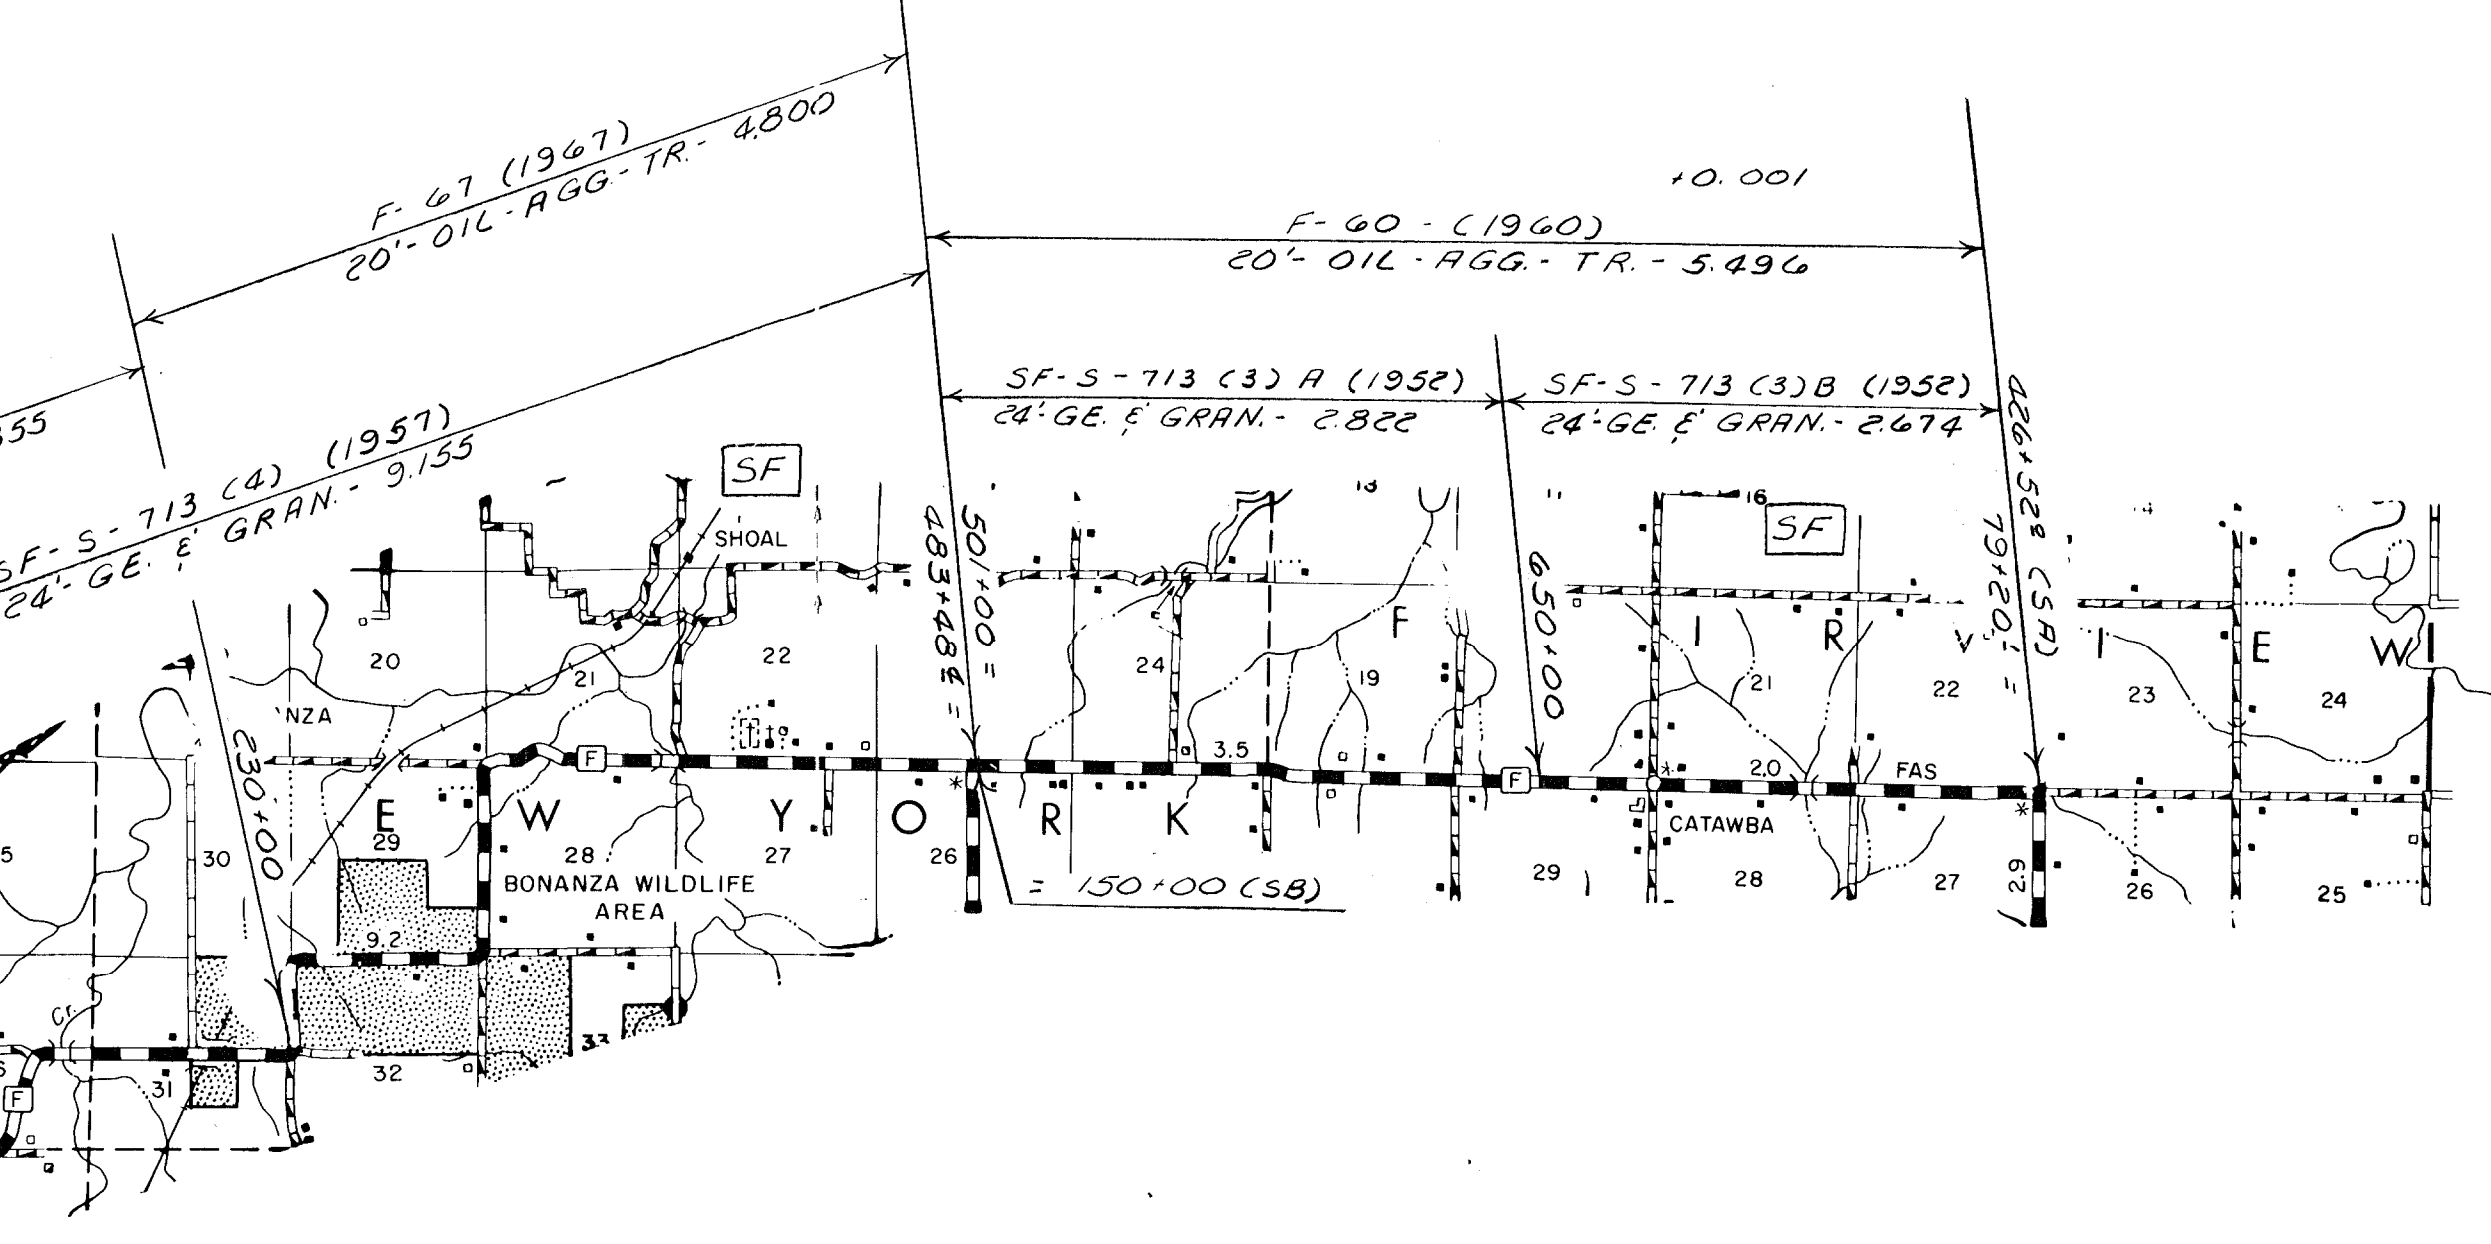 F- 67 (1967)
20'- OIL - AGG.- TR. - 4.800
+0.001
F- 60 - (1960)
20'- OIL - AGG.- TR. - 5.496
SF- S - 713 (3) A (1952)
24'-GE. & GRAN. - 2.822
SF- S - 713 (3) B (1952)
24'-GE. & GRAN. - 2.674
55
SF- S - 713 (4) (1957)
24'- GE. & GRAN. - 9.155
SF
SHOAL
16
SF
501+00 =
483+48
650+00
79+20 =
(SA)
230+00
20
21
22
24
19
21
22
23
24
F I R V I E W
NZA
F
3.5
F
2.0
FAS
E W Y O R K
CATAWBA
5
30
29
28
27
26
29
28
27
2.9
26
25
BONANZA WILDLIFE
AREA
= 150+00 (SB)
9.2
Cr.
33
31
32
F